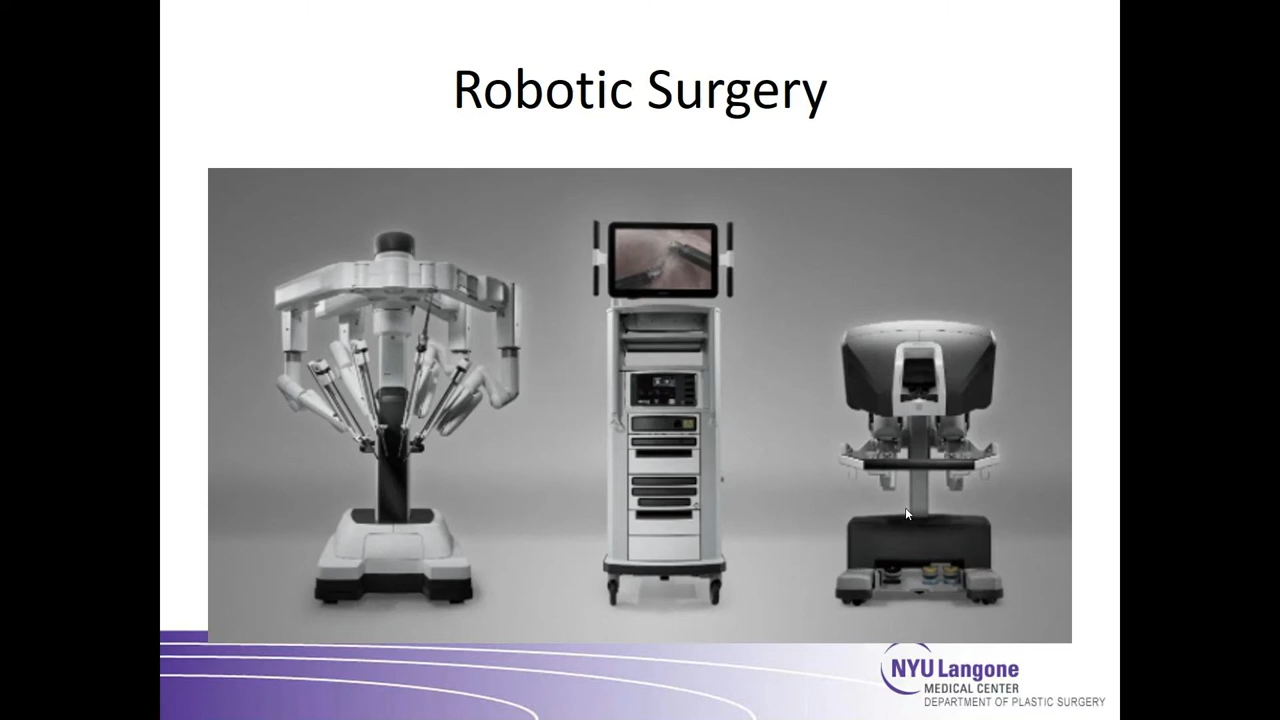 Robotic Surgery
NYU Langone
MEDICAL CENTER
DEPARTMENT OF PLASTIC SURGERY